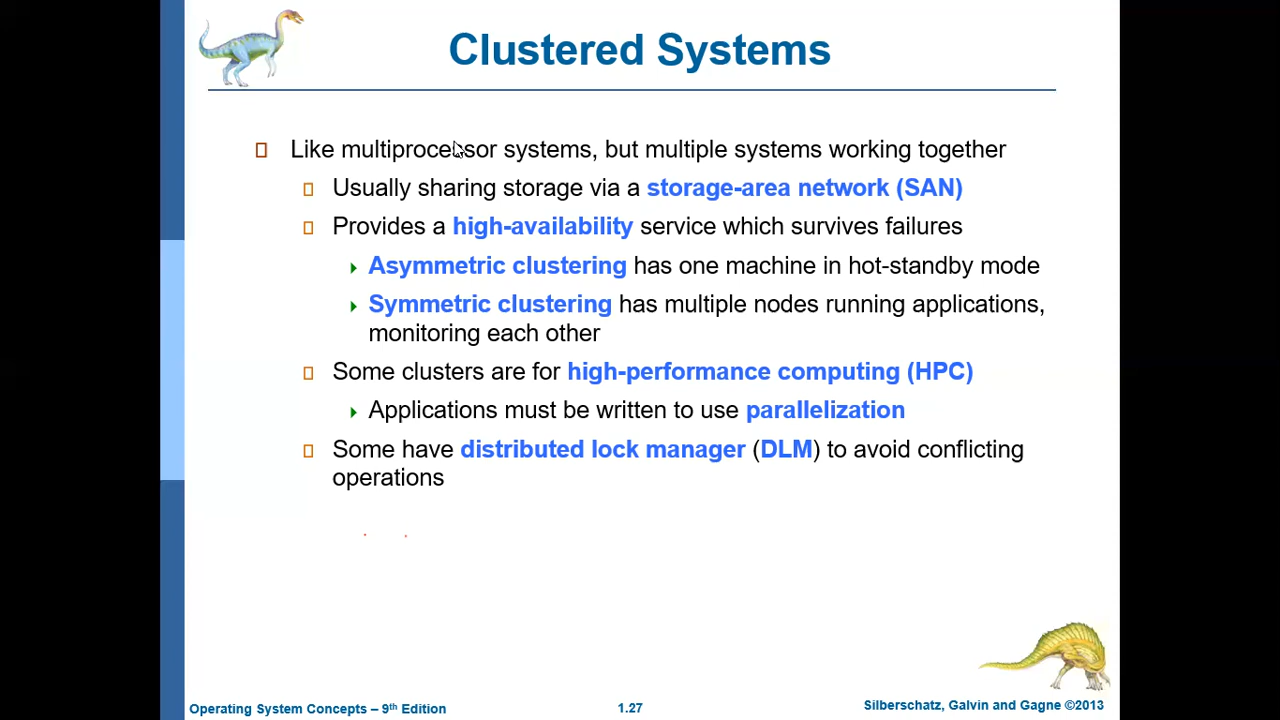 Clustered Systems
Like multiprocessor systems, but multiple systems working together
Usually sharing storage via a storage-area network (SAN)
Provides a high-availability service which survives failures
Asymmetric clustering has one machine in hot-standby mode
Symmetric clustering has multiple nodes running applications,
monitoring each other
Some clusters are for high-performance computing (HPC)
Applications must be written to use parallelization
Some have distributed lock manager (DLM) to avoid conflicting
operations
Operating System Concepts – 9th Edition
1.27
Silberschatz, Galvin and Gagne ©2013